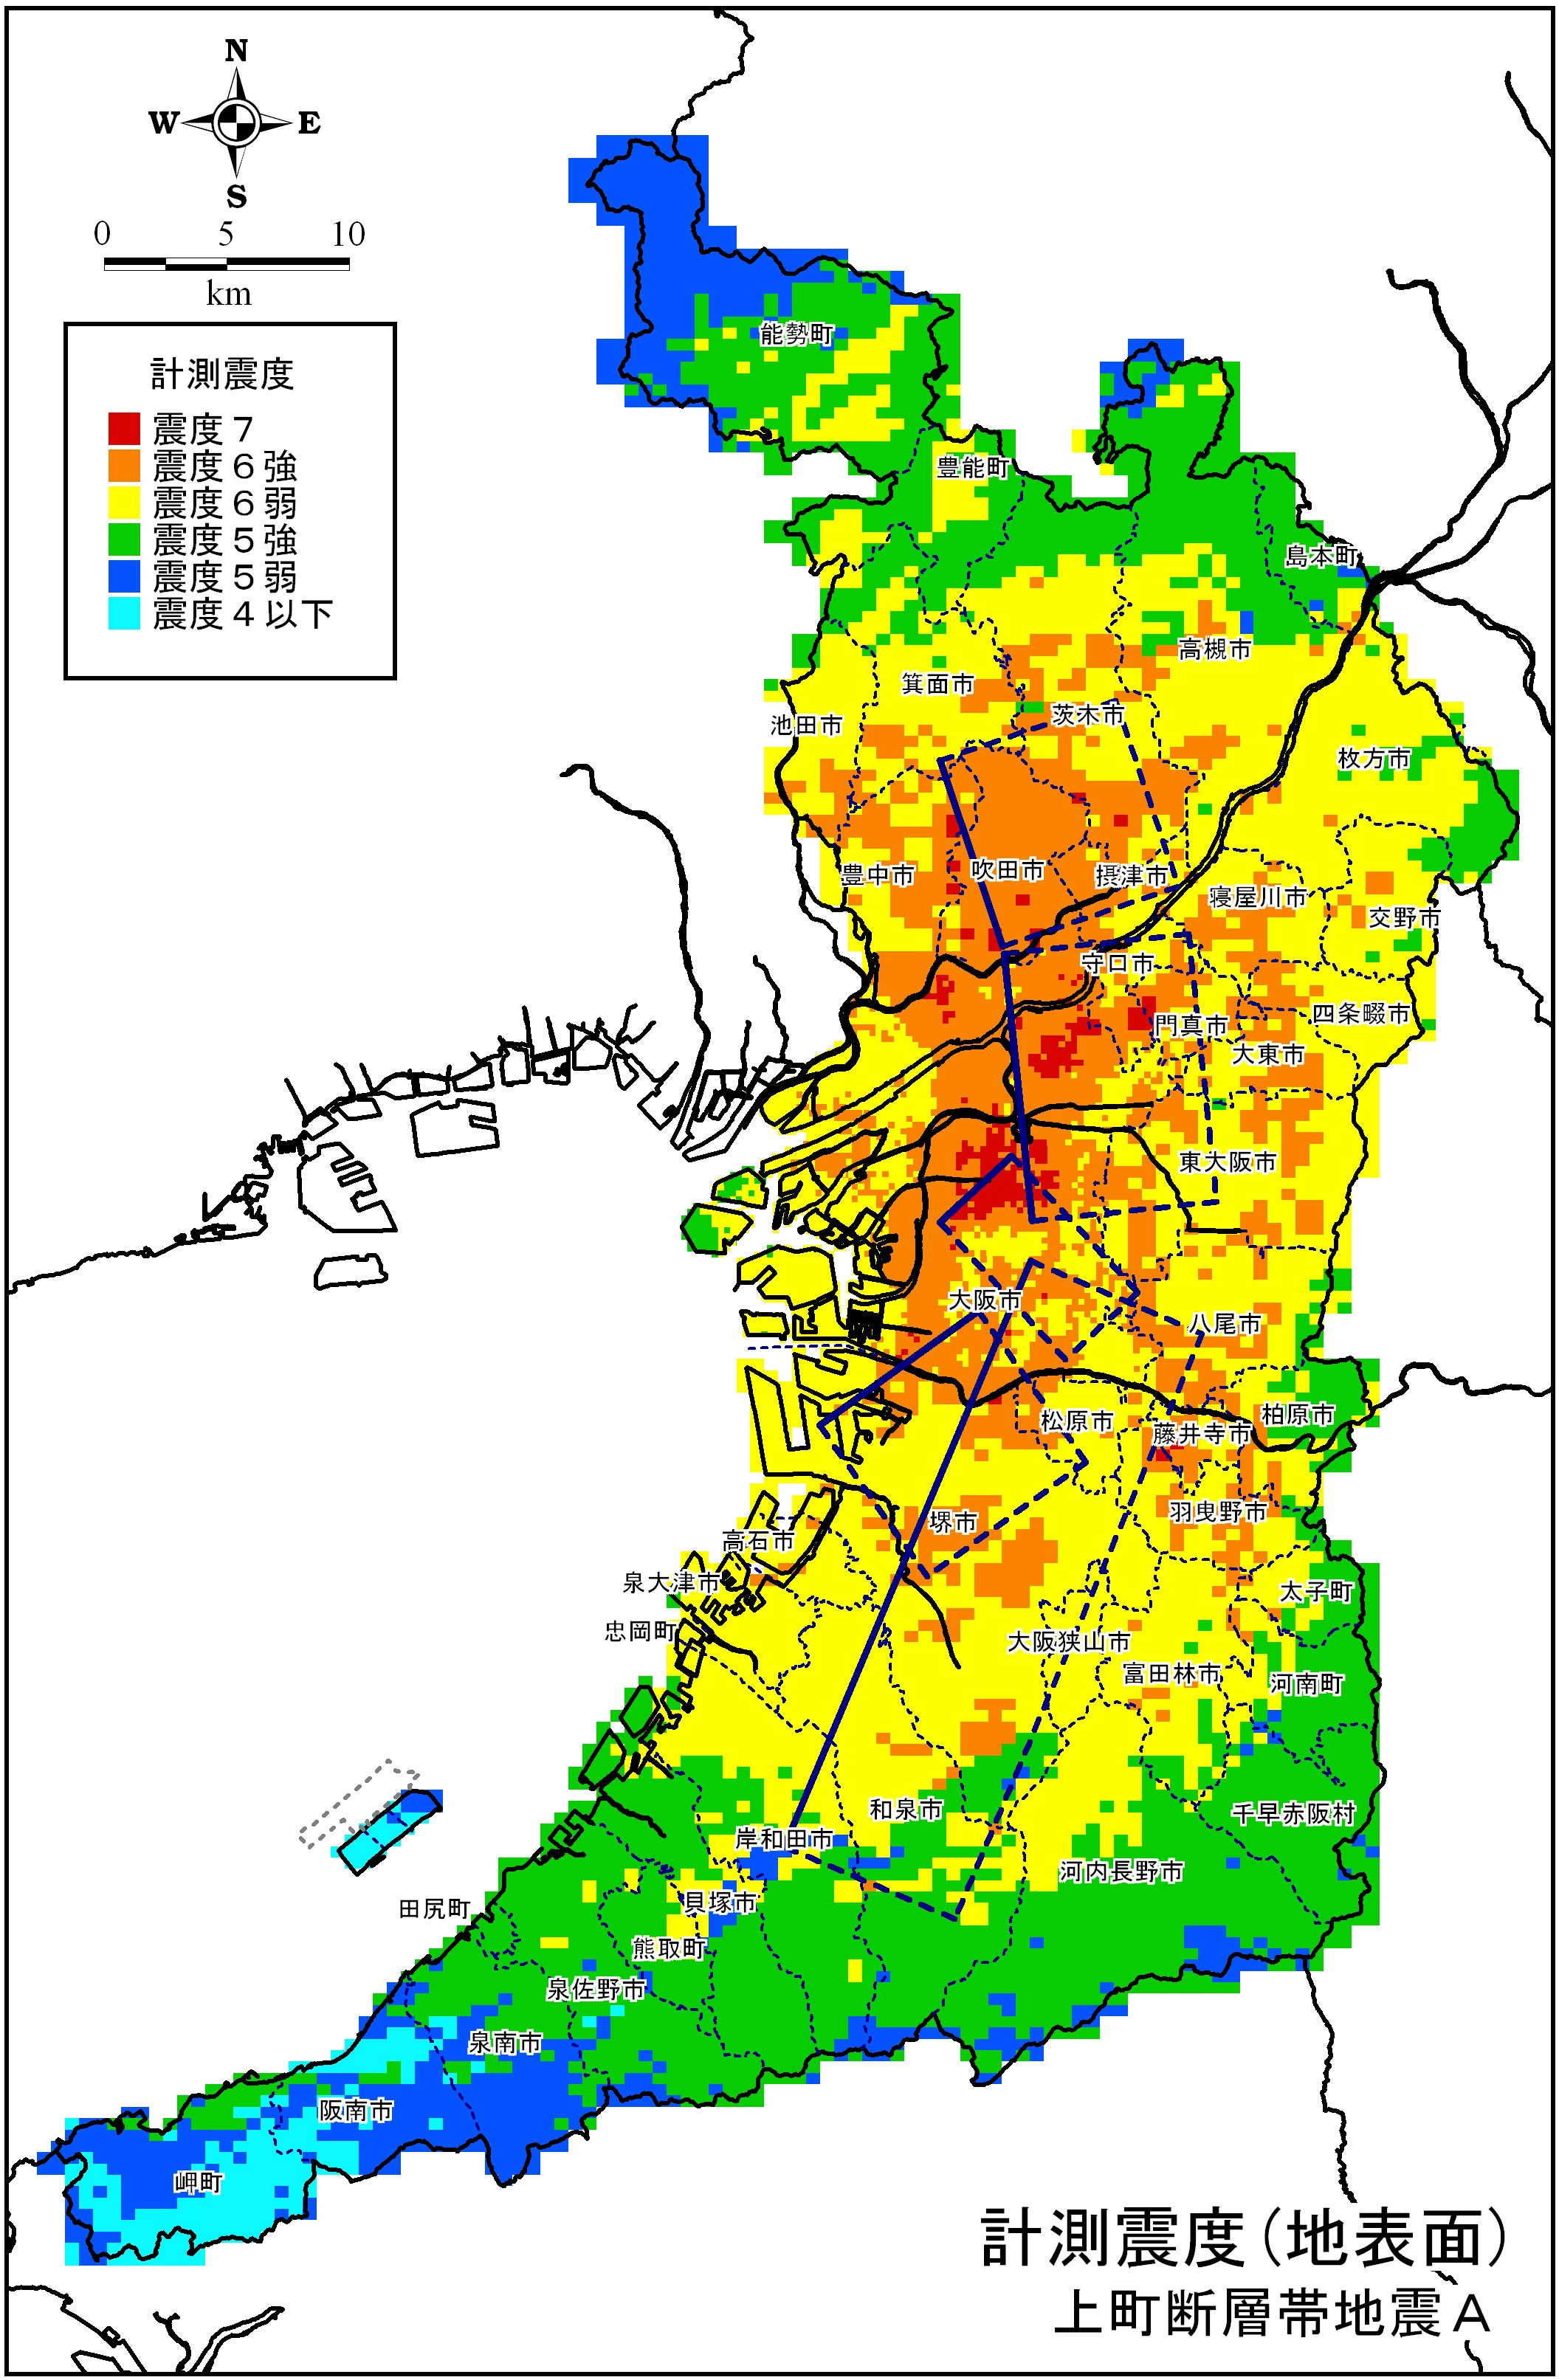 N
W E
S
0 5 10
km
計測震度
震度７
震度６強
震度６弱
震度５強
震度５弱
震度４以下
能勢町
豊能町
島本町
高槻市
箕面市
茨木市
池田市
枚方市
豊中市
吹田市
摂津市
寝屋川市
交野市
守口市
四条畷市
門真市
大東市
東大阪市
大阪市
八尾市
柏原市
松原市
藤井寺市
羽曳野市
堺市
高石市
泉大津市
太子町
忠岡町
大阪狭山市
富田林市
河南町
和泉市
千早赤阪村
岸和田市
河内長野市
貝塚市
田尻町
熊取町
泉佐野市
泉南市
阪南市
岬町
計測震度（地表面）
上町断層帯地震Ａ